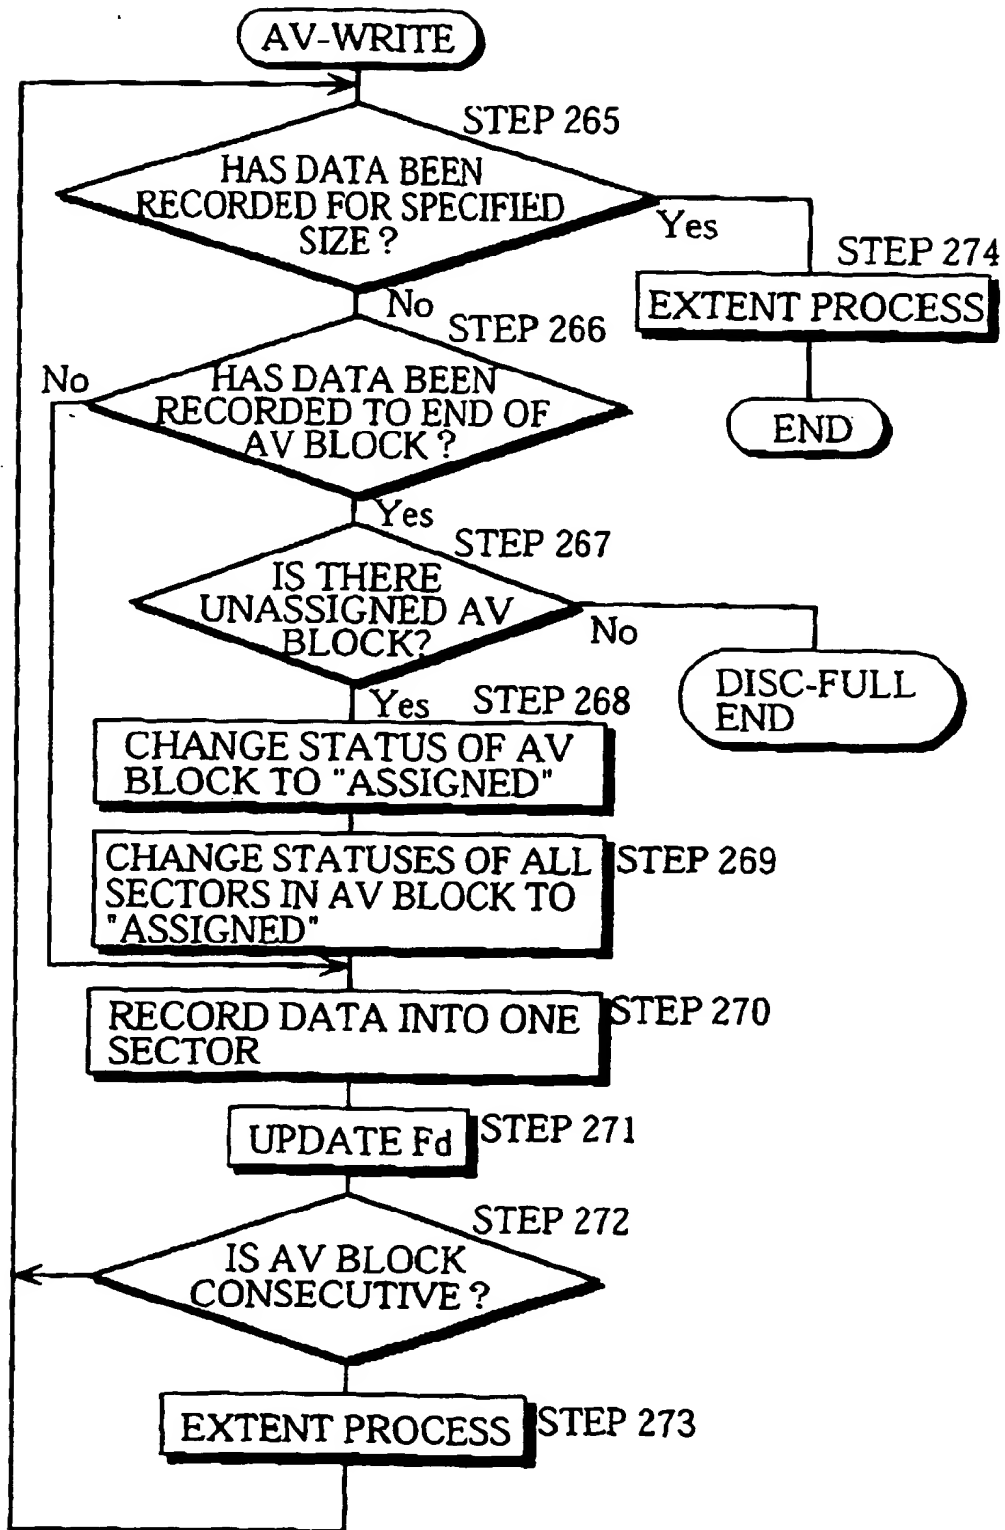 AV-WRITE
STEP 265
HAS DATA BEEN
RECORDED FOR SPECIFIED
SIZE ?
Yes
STEP 274
EXTENT PROCESS
END
No
STEP 266
No
HAS DATA BEEN
RECORDED TO END OF
AV BLOCK ?
Yes
STEP 267
IS THERE
UNASSIGNED AV
BLOCK?
No
DISC-FULL
END
Yes
STEP 268
CHANGE STATUS OF AV
BLOCK TO "ASSIGNED"
CHANGE STATUSES OF ALL
SECTORS IN AV BLOCK TO
"ASSIGNED"
STEP 269
RECORD DATA INTO ONE
SECTOR
STEP 270
UPDATE Fd
STEP 271
STEP 272
IS AV BLOCK
CONSECUTIVE ?
EXTENT PROCESS
STEP 273